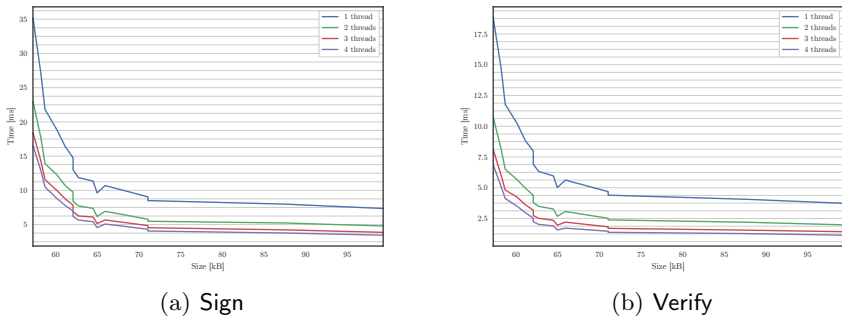 1 thread
2 threads
3 threads
4 threads
35
30
25
20
15
10
5
Time [ms]
60 65 70 75 80 85 90 95
Size [kB]
(a) Sign
1 thread
2 threads
3 threads
4 threads
17.5
15.0
12.5
10.0
7.5
5.0
2.5
Time [ms]
60 65 70 75 80 85 90 95
Size [kB]
(b) Verify